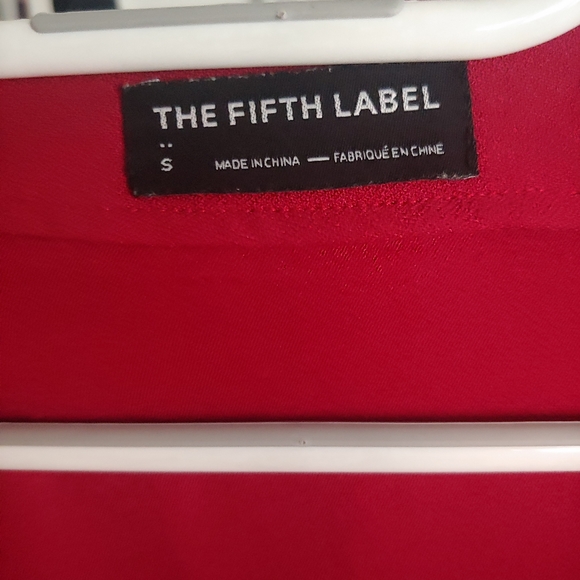 THE FIFTH LABEL
S
MADE IN CHINA — FABRIQUÉ EN CHINE